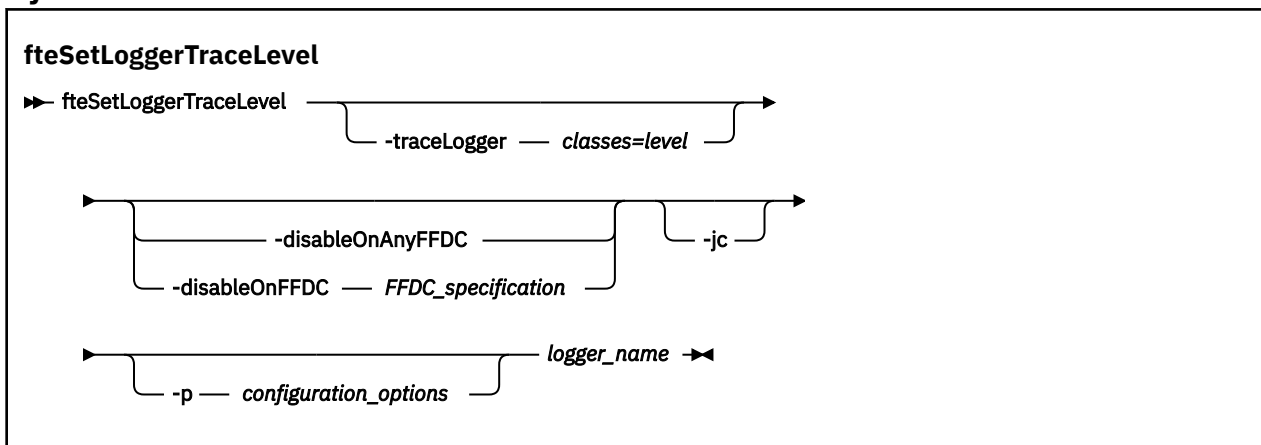 fteSetLoggerTraceLevel
fteSetLoggerTraceLevel
-traceLogger classes=level
-disableOnAnyFFDC
-jc
-disableOnFFDC FFDC_specification
logger_name
-p configuration_options